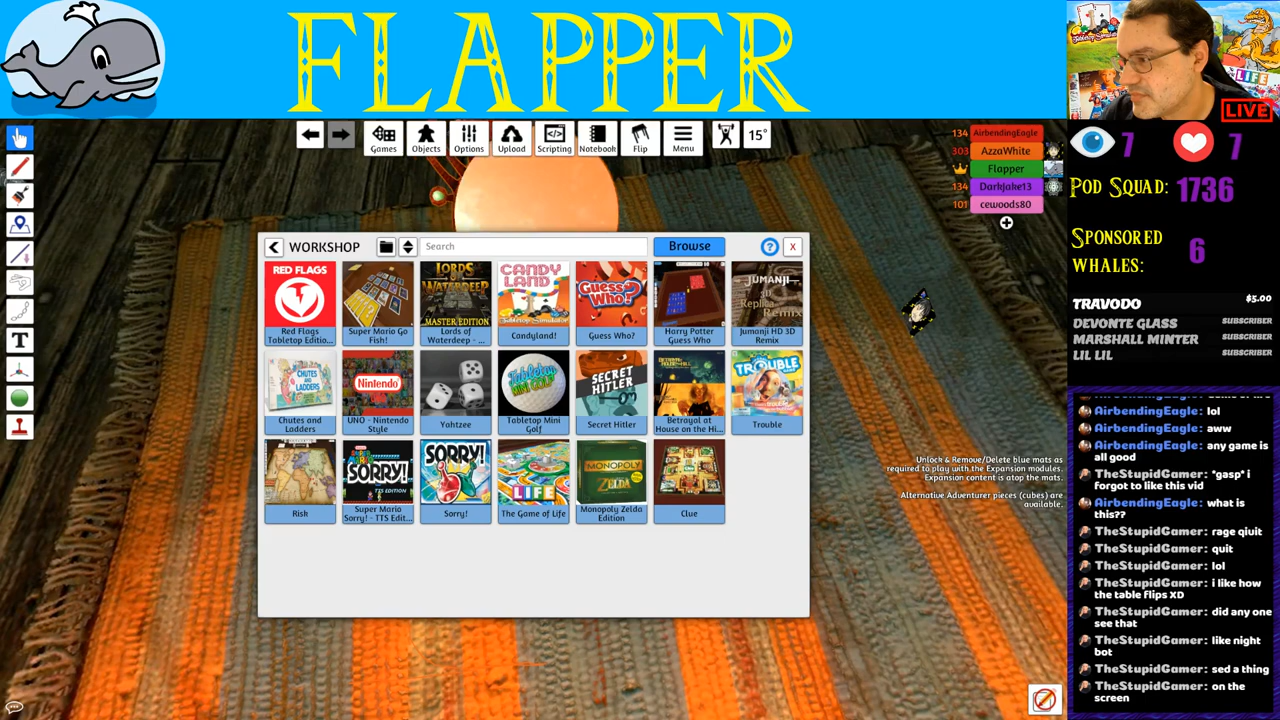 FLAPPER
LIFE
LIVE
Games
Objects
Options
Upload
Scripting
Notebook
Flip
Menu
15°
134 AirbendingEagle
303 AzzaWhite
Flapper
134 DarkJake13
101 cewoods80
7
7
POD SQUAD: 1736
SPONSORED
WHALES: 6
TRAVODO $5.00
DEVONTE GLASS SUBSCRIBER
MARSHALL MINTER SUBSCRIBER
LIL LIL SUBSCRIBER
WORKSHOP
Search
Browse
?
X
RED FLAGS
LORDS OF WATERDEEP
MASTER EDITION
CANDY LAND
Tabletop Simulator
Guess Who?
JUMANJI
3D
Replica
Remix
Red Flags
Tabletop Editio...
Super Mario Go
Fish!
Lords of
Waterdeep - ...
Candyland!
Guess Who?
Harry Potter
Guess Who
Jumanji HD 3D
Remix
CHUTES AND LADDERS
Nintendo
Tabletop
MINI GOLF
SECRET
HITLER
TROUBLE
Chutes and
Ladders
UNO - Nintendo
Style
Yahtzee
Tabletop Mini
Golf
Secret Hitler
Betrayal at
House on the Hi...
Trouble
SUPER MARIO
SORRY!
TTS EDITION
SORRY!
LIFE
MONOPOLY
ZELDA
Risk
Super Mario
Sorry! - TTS Edit...
Sorry!
The Game of Life
Monopoly Zelda
Edition
Clue
T
Unlock & Remove/Delete blue mats as
required to play with the Expansion modules.
Expansion content is atop the mats.
Alternative Adventurer pieces (cubes) are
available.
AirbendingEagle: lol
AirbendingEagle: aww
AirbendingEagle: any game is
all good
TheStupidGamer: *gasp* i
forgot to like this vid
AirbendingEagle: what is
this??
TheStupidGamer: rage qiuit
TheStupidGamer: quit
TheStupidGamer: lol
TheStupidGamer: i like how
the table flips XD
TheStupidGamer: did any one
see that
TheStupidGamer: like night
bot
TheStupidGamer: sed a thing
TheStupidGamer: on the
screen